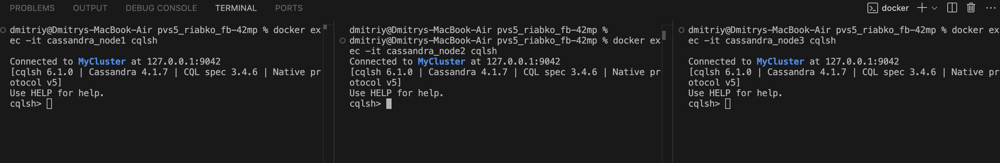 PROBLEMS OUTPUT DEBUG CONSOLE TERMINAL PORTS docker
dmitriy@Dmitrys-MacBook-Air pvs5_riabko_fb-42mp % docker ex
ec -it cassandra_node1 cqlsh
Connected to MyCluster at 127.0.0.1:9042
[cqlsh 6.1.0 | Cassandra 4.1.7 | CQL spec 3.4.6 | Native pr
otocol v5]
Use HELP for help.
cqlsh>
dmitriy@Dmitrys-MacBook-Air pvs5_riabko_fb-42mp %
dmitriy@Dmitrys-MacBook-Air pvs5_riabko_fb-42mp % docker ex
ec -it cassandra_node2 cqlsh
Connected to MyCluster at 127.0.0.1:9042
[cqlsh 6.1.0 | Cassandra 4.1.7 | CQL spec 3.4.6 | Native pr
otocol v5]
Use HELP for help.
cqlsh>
dmitriy@Dmitrys-MacBook-Air pvs5_riabko_fb-42mp % docker ex
ec -it cassandra_node3 cqlsh
Connected to MyCluster at 127.0.0.1:9042
[cqlsh 6.1.0 | Cassandra 4.1.7 | CQL spec 3.4.6 | Native pr
otocol v5]
Use HELP for help.
cqlsh>